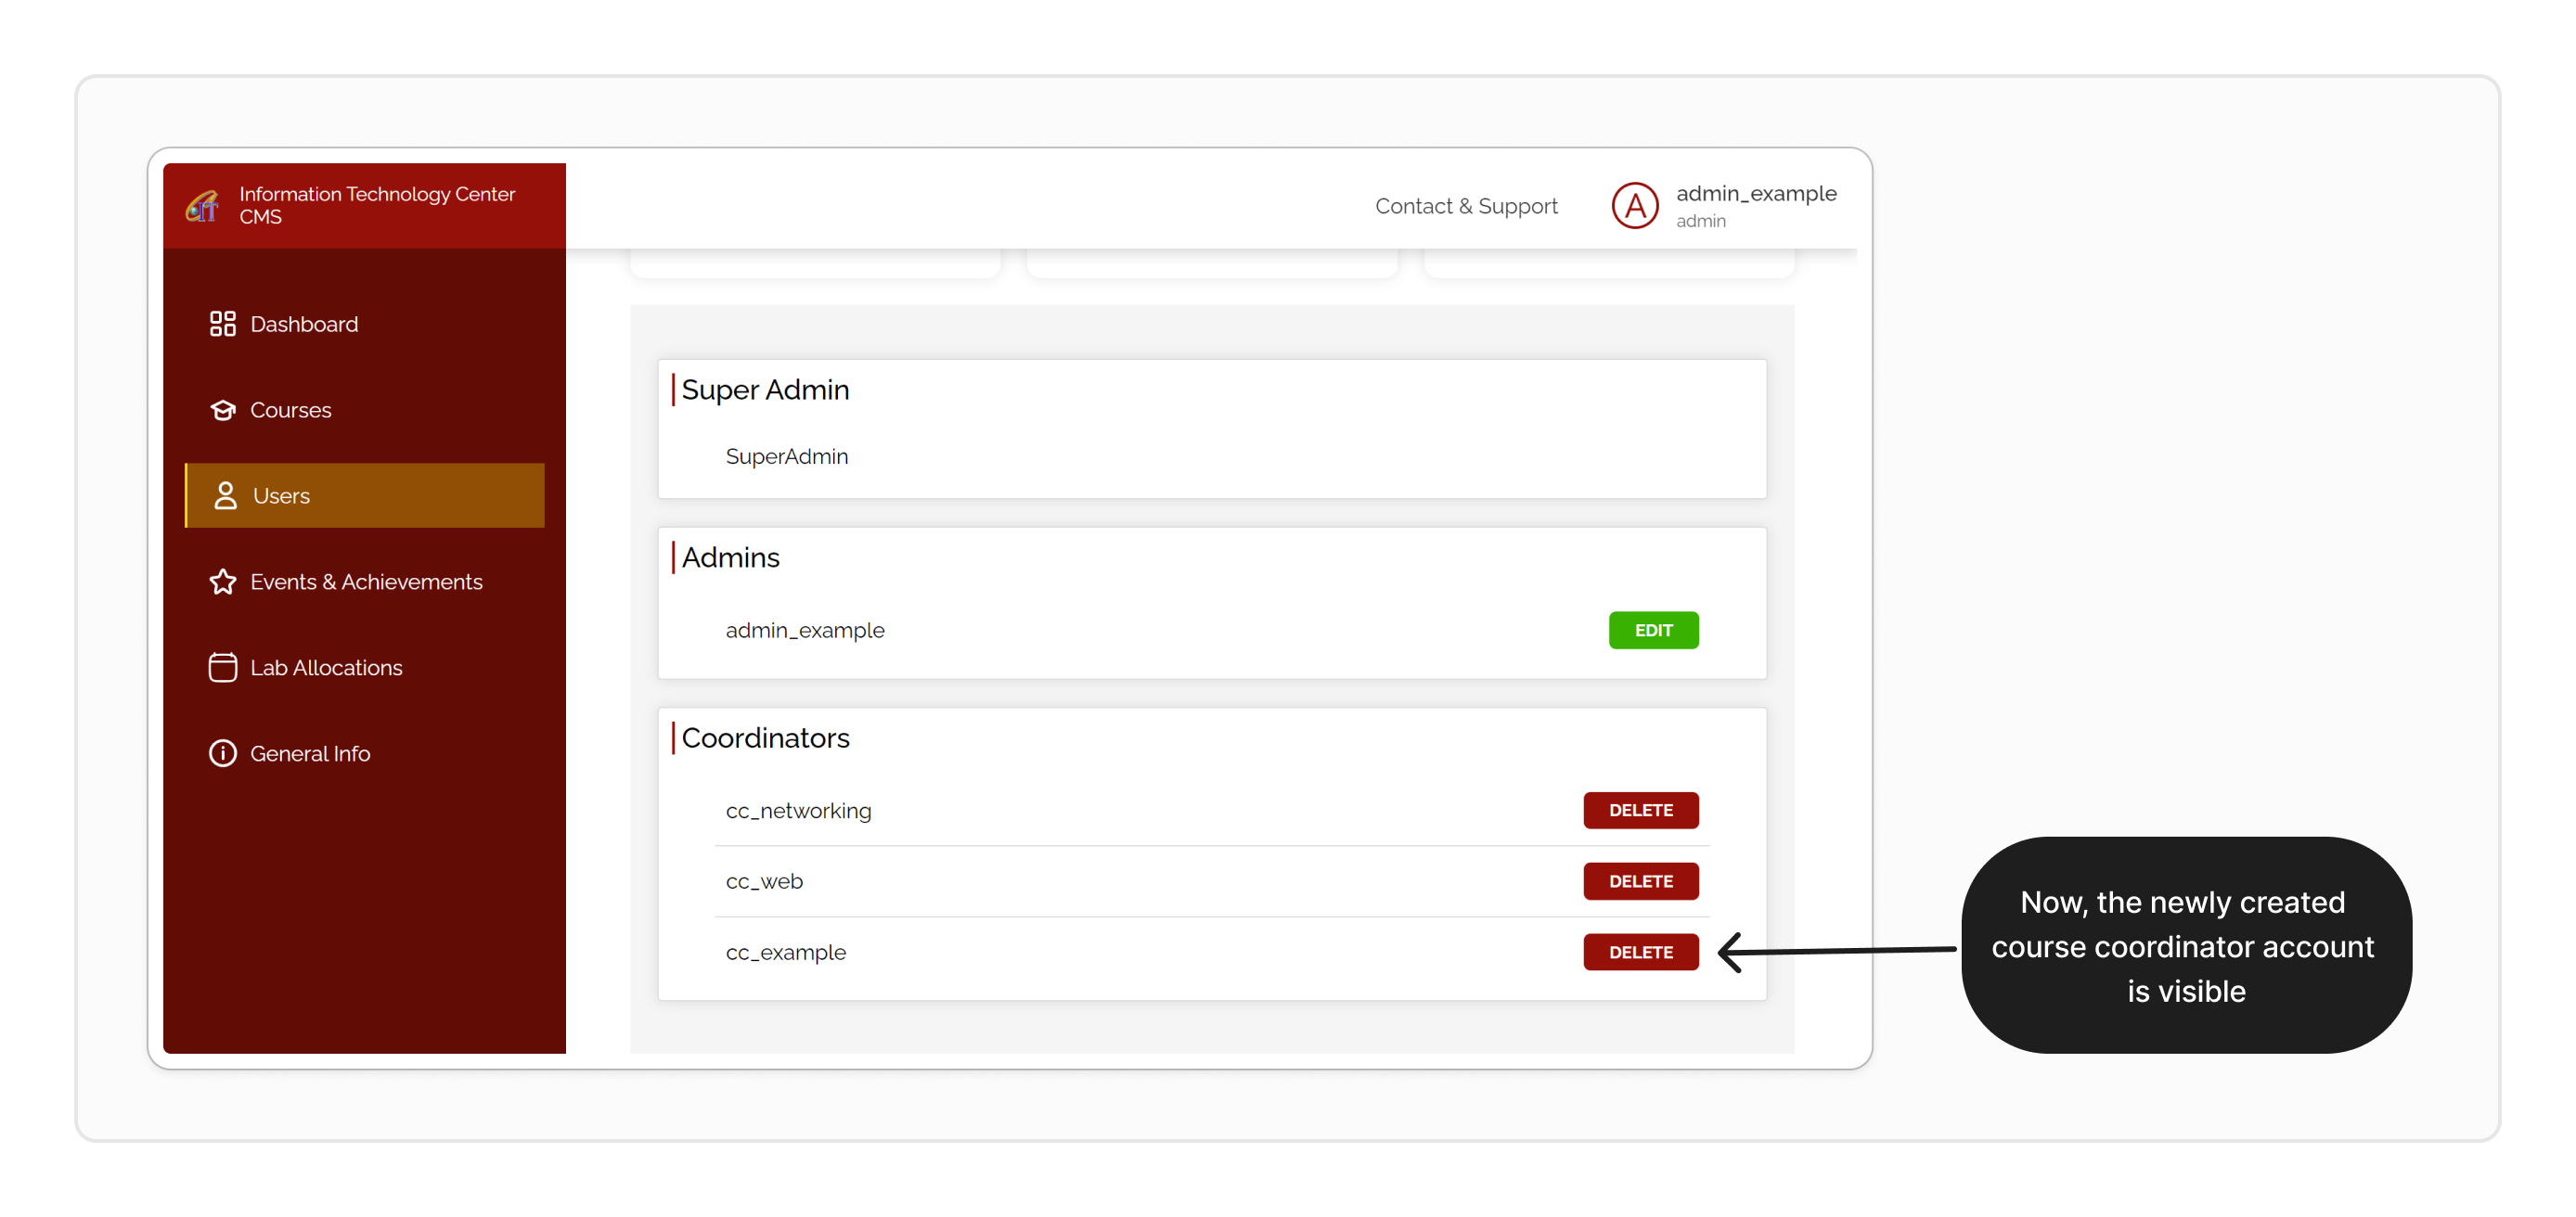 Information Technology Center
CMS
Contact & Support
A
admin_example
admin
Dashboard
Courses
Users
Events & Achievements
Lab Allocations
General Info
Super Admin
SuperAdmin
Admins
admin_example
EDIT
Coordinators
cc_networking
DELETE
cc_web
DELETE
cc_example
DELETE
Now, the newly created
course coordinator account
is visible